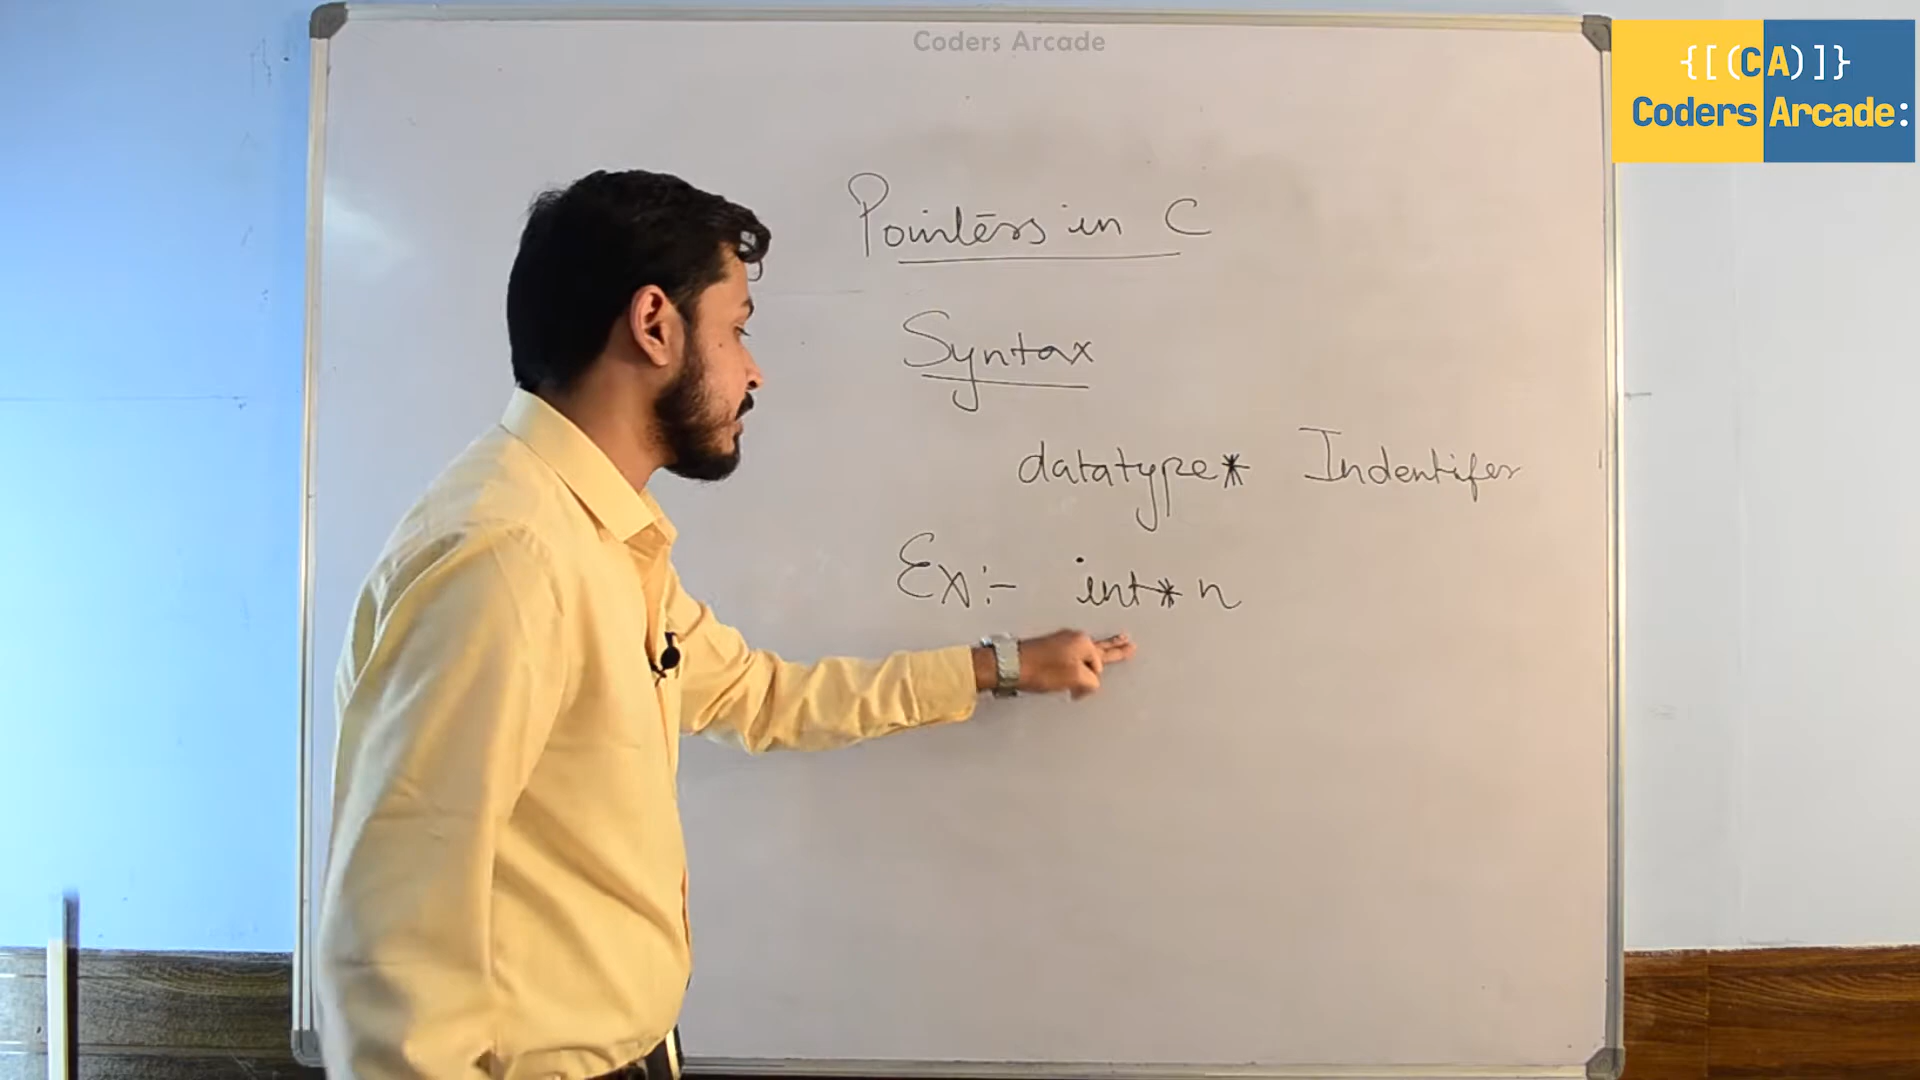 Coders Arcade
{[(CA)]}
Coders Arcade:
Pointers in C
Syntax
datatype* Indentifer
Ex:- int* n